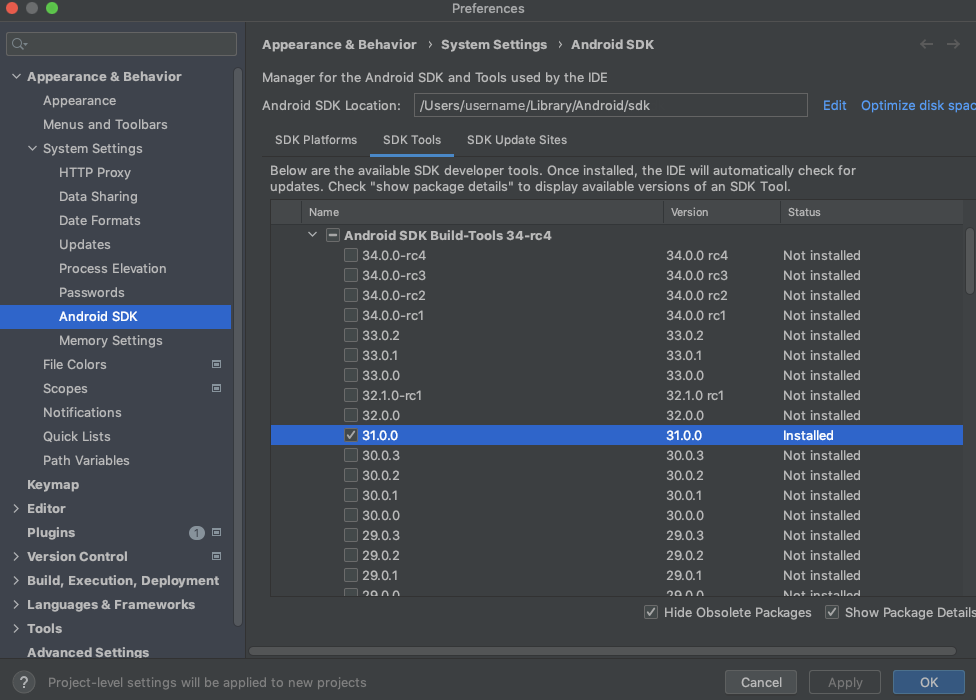 Preferences
Appearance & Behavior
Appearance
Menus and Toolbars
System Settings
HTTP Proxy
Data Sharing
Date Formats
Updates
Process Elevation
Passwords
Android SDK
Memory Settings
File Colors
Scopes
Notifications
Quick Lists
Path Variables
Keymap
Editor
Plugins 1
Version Control
Build, Execution, Deployment
Languages & Frameworks
Tools
Advanced Settings
Appearance & Behavior › System Settings › Android SDK
Manager for the Android SDK and Tools used by the IDE
Android SDK Location: /Users/username/Library/Android/sdk Edit Optimize disk spac
SDK Platforms SDK Tools SDK Update Sites
Below are the available SDK developer tools. Once installed, the IDE will automatically check for
updates. Check "show package details" to display available versions of an SDK Tool.
Name Version Status
Android SDK Build-Tools 34-rc4
34.0.0-rc4 34.0.0 rc4 Not installed
34.0.0-rc3 34.0.0 rc3 Not installed
34.0.0-rc2 34.0.0 rc2 Not installed
34.0.0-rc1 34.0.0 rc1 Not installed
33.0.2 33.0.2 Not installed
33.0.1 33.0.1 Not installed
33.0.0 33.0.0 Not installed
32.1.0-rc1 32.1.0 rc1 Not installed
32.0.0 32.0.0 Not installed
31.0.0 31.0.0 Installed
30.0.3 30.0.3 Not installed
30.0.2 30.0.2 Not installed
30.0.1 30.0.1 Not installed
30.0.0 30.0.0 Not installed
29.0.3 29.0.3 Not installed
29.0.2 29.0.2 Not installed
29.0.1 29.0.1 Not installed
29.0.0 29.0.0 Not installed
Hide Obsolete Packages Show Package Details
? Project-level settings will be applied to new projects
Cancel Apply OK